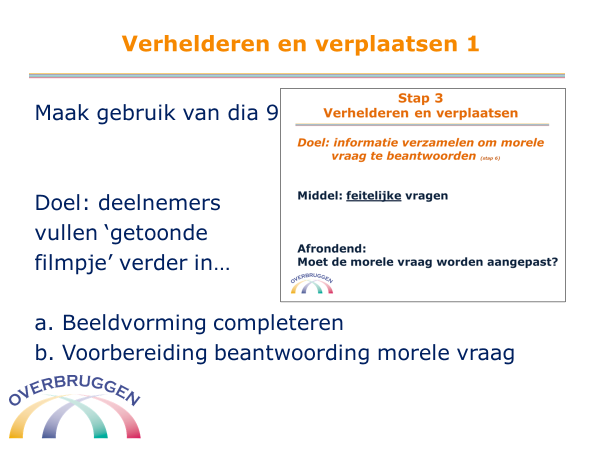 Verhelderen en verplaatsen 1
Maak gebruik van dia 9
Stap 3
Verhelderen en verplaatsen
Doel: informatie verzamelen om morele
vraag te beantwoorden (stap 6)
Middel: feitelijke vragen
Afrondend:
Moet de morele vraag worden aangepast?
OVERBRUGGEN
Doel: deelnemers
vullen ‘getoonde
filmpje’ verder in…
a. Beeldvorming completeren
b. Voorbereiding beantwoording morele vraag
OVERBRUGGEN